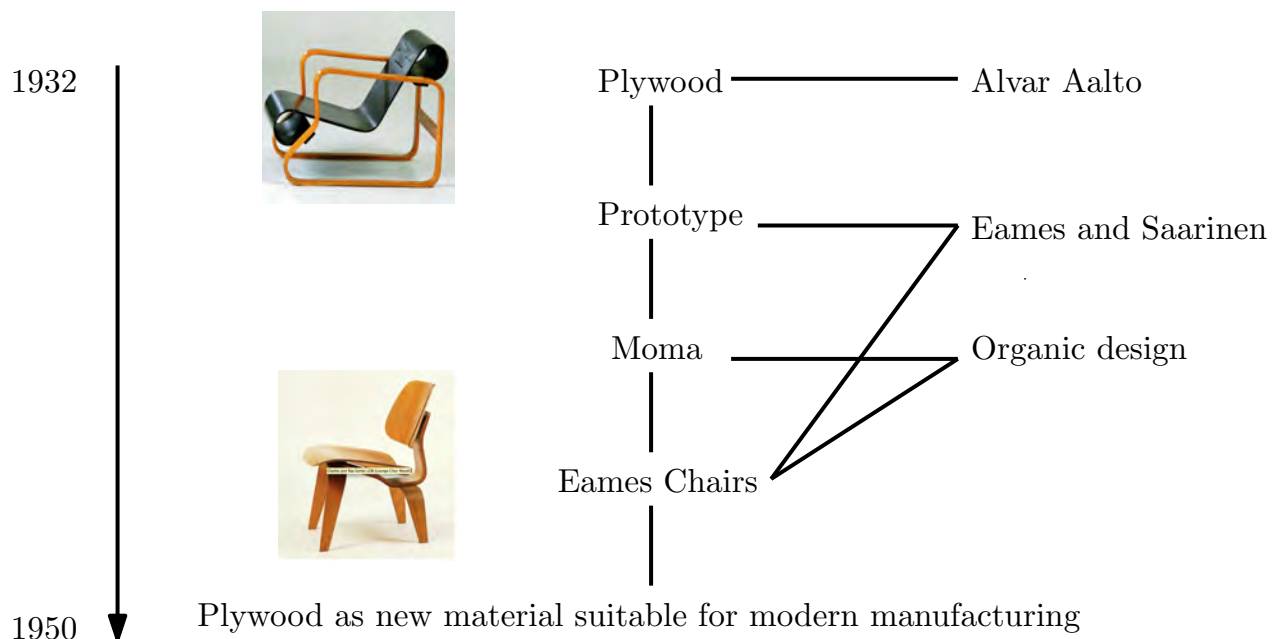 1932
Plywood
Alvar Aalto
Prototype
Eames and Saarinen
Moma
Organic design
Eames Chairs
Plywood as new material suitable for modern manufacturing
1950